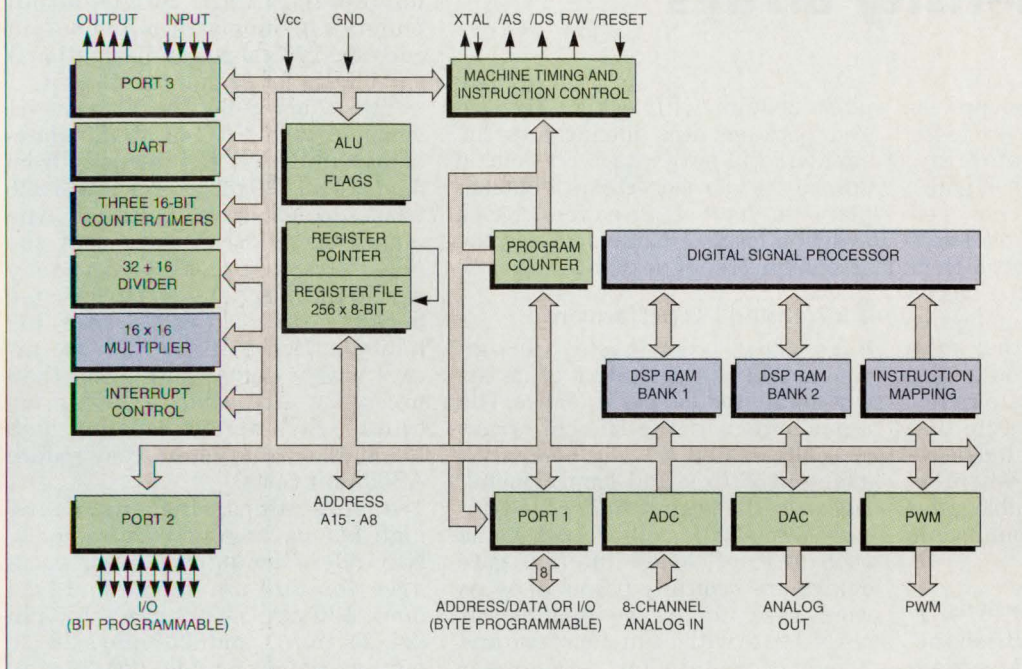 OUTPUT INPUT Vcc GND XTAL /AS /DS R/W /RESET
PORT 3
MACHINE TIMING AND
INSTRUCTION CONTROL
UART
ALU
FLAGS
THREE 16-BIT
COUNTER/TIMERS
REGISTER
POINTER
PROGRAM
COUNTER
DIGITAL SIGNAL PROCESSOR
32 + 16
DIVIDER
REGISTER FILE
256 x 8-BIT
16 x 16
MULTIPLIER
DSP RAM
BANK 1
DSP RAM
BANK 2
INSTRUCTION
MAPPING
INTERRUPT
CONTROL
PORT 2
ADDRESS
A15 - A8
PORT 1
ADC
DAC
PWM
8
I/O
(BIT PROGRAMMABLE)
ADDRESS/DATA OR I/O
(BYTE PROGRAMMABLE)
8-CHANNEL
ANALOG IN
ANALOG
OUT
PWM